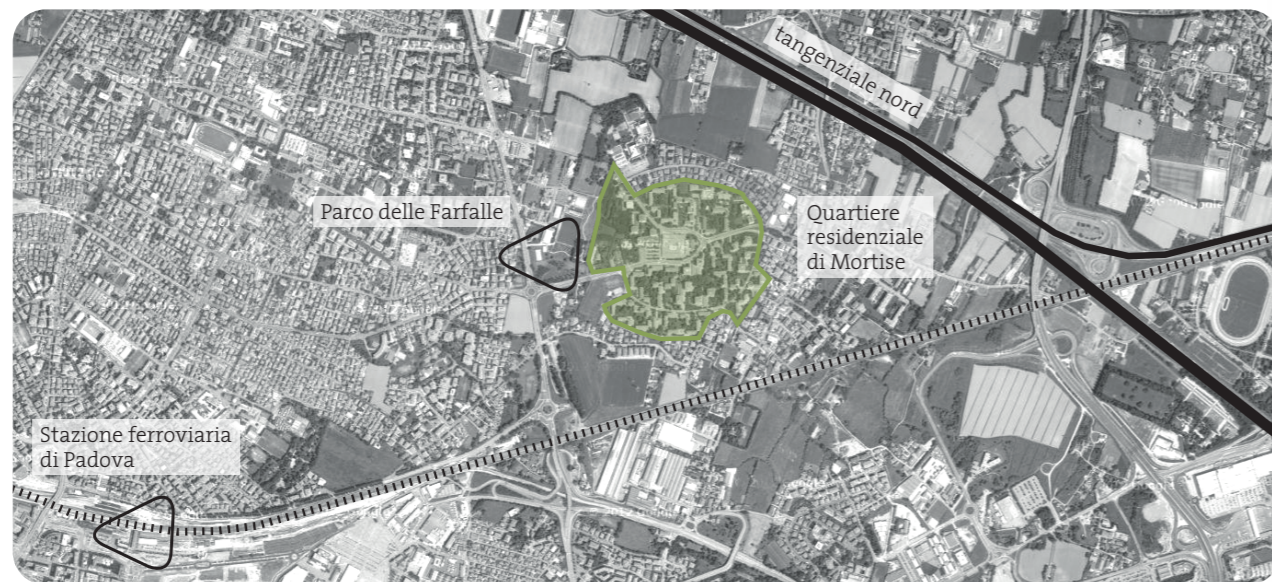 tangenziale nord
Parco delle Farfalle
Quartiere
residenziale
di Mortise
Stazione ferroviaria
di Padova